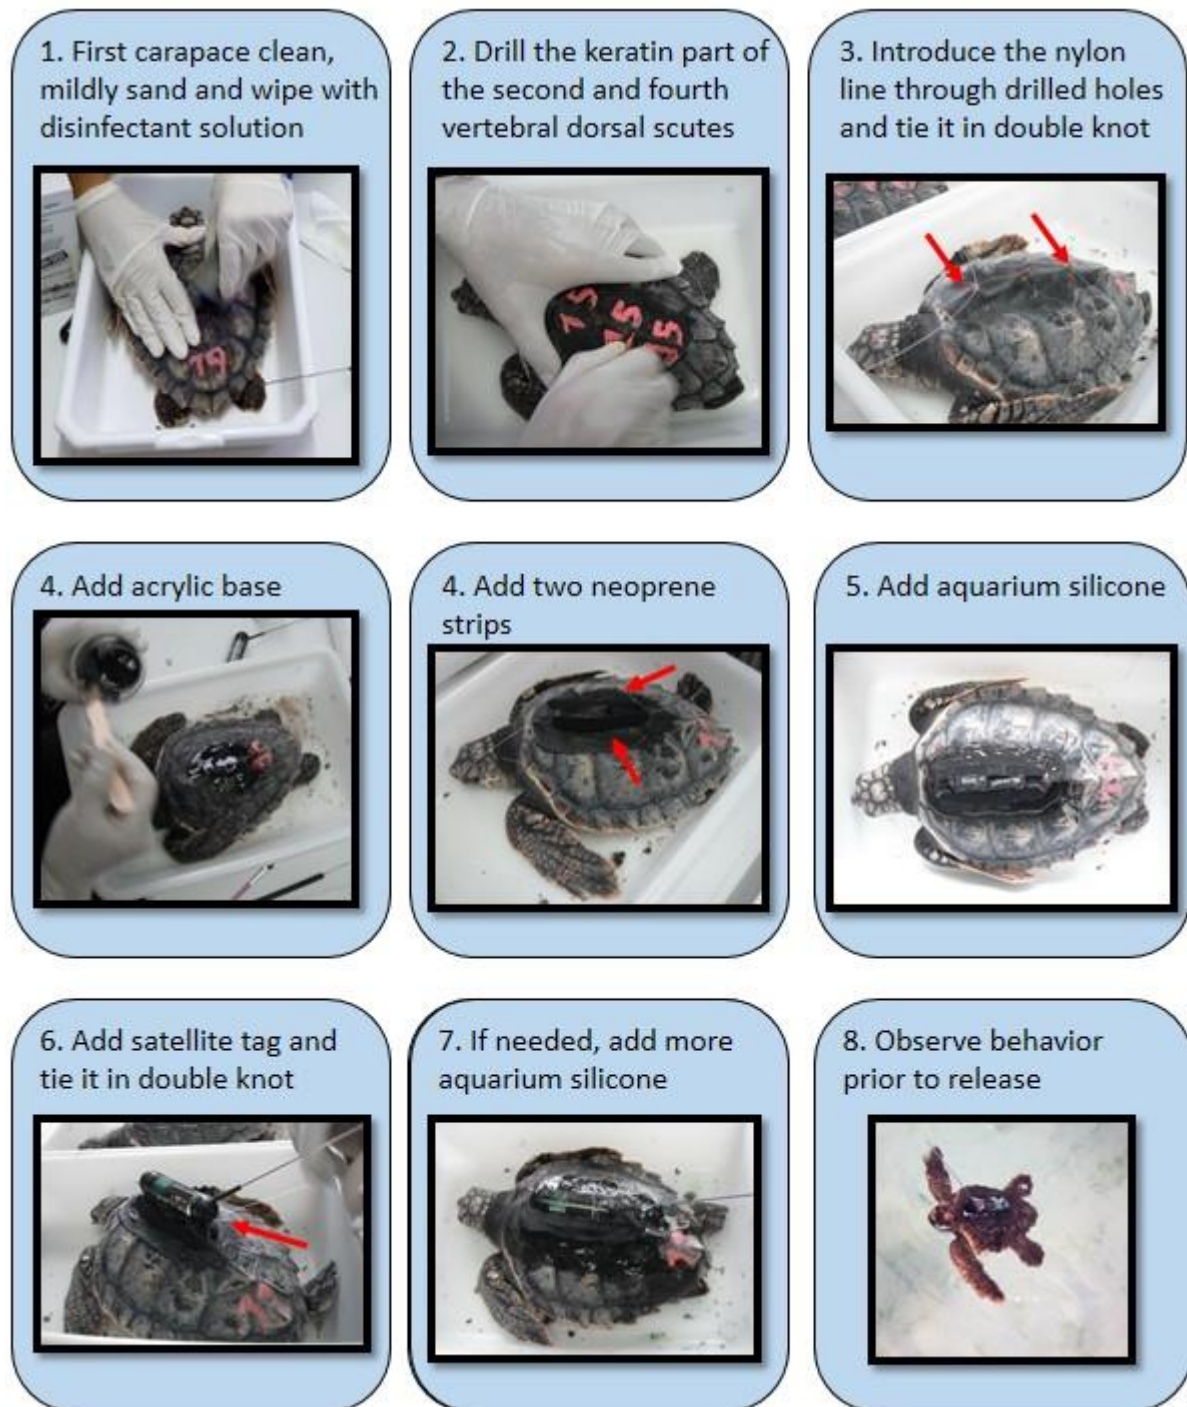 1. First carapace clean,
mildly sand and wipe with
disinfectant solution
2. Drill the keratin part of
the second and fourth
vertebral dorsal scutes
3. Introduce the nylon
line through drilled holes
and tie it in double knot
4. Add acrylic base
4. Add two neoprene
strips
5. Add aquarium silicone
6. Add satellite tag and
tie it in double knot
7. If needed, add more
aquarium silicone
8. Observe behavior
prior to release